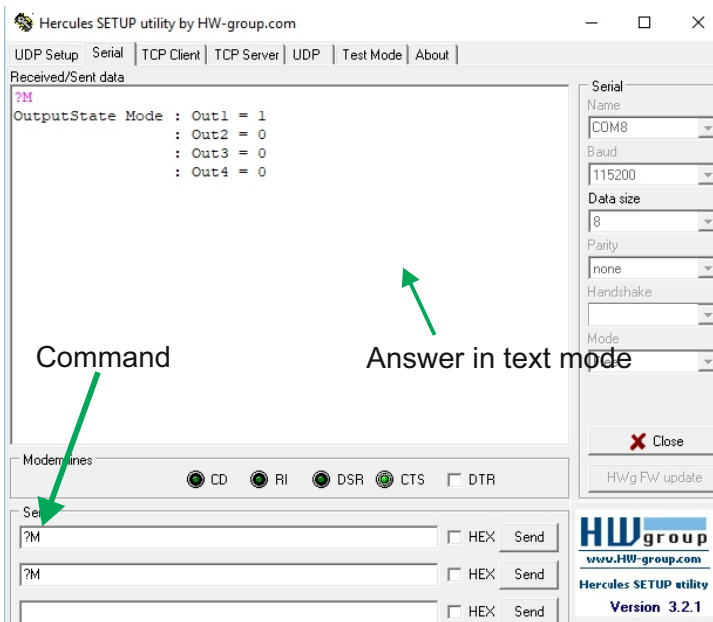 Hercules SETUP utility by HW-group.com
UDP Setup Serial TCP Client TCP Server UDP Test Mode About
Received/Sent data
?M
OutputState Mode : Out1 = 1
: Out2 = 0
: Out3 = 0
: Out4 = 0
Command
Answer in text mode
Serial
Name
COM8
Baud
115200
Data size
8
Parity
none
Handshake
Mode
Close
HWg FW update
Modem lines
CD RI DSR CTS DTR
?M HEX Send
?M HEX Send
HEX Send
HW group
www.HW-group.com
Hercules SETUP utility
Version 3.2.1